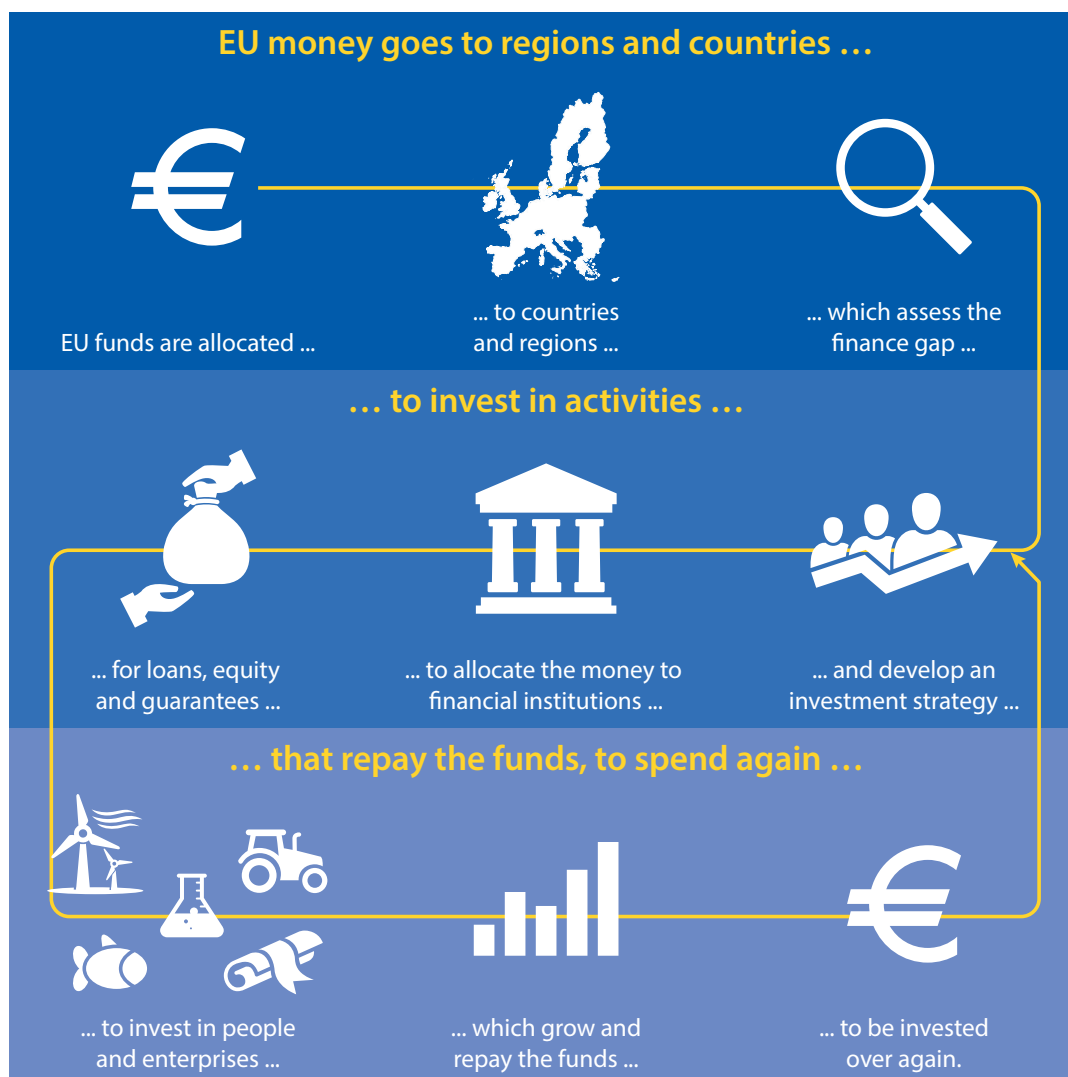 EU money goes to regions and countries …
EU funds are allocated ...
... to countries
and regions ...
... which assess the
finance gap ...
… to invest in activities …
... for loans, equity
and guarantees ...
... to allocate the money to
financial institutions ...
... and develop an
investment strategy ...
… that repay the funds, to spend again …
... to invest in people
and enterprises ...
... which grow and
repay the funds ...
... to be invested
over again.